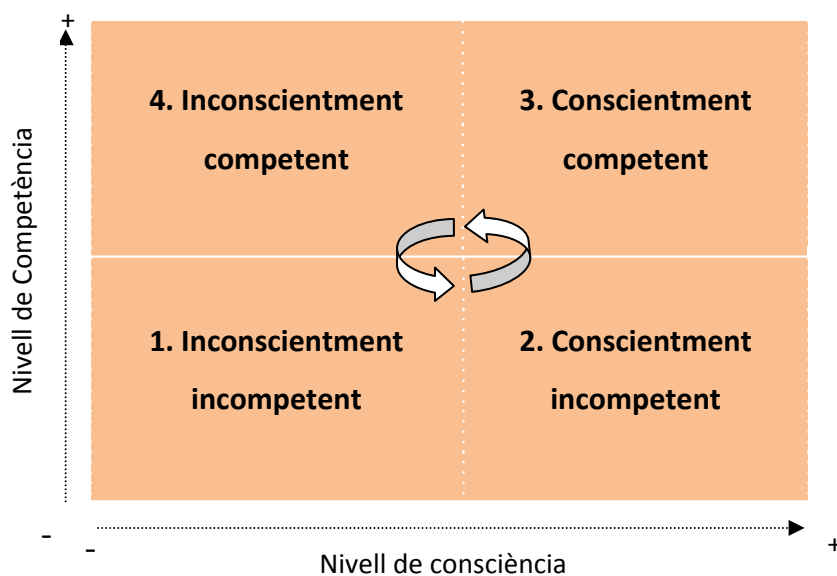 +
4. Inconscientment
competent
3. Conscientment
competent
Nivell de Competència
1. Inconscientment
incompetent
2. Conscientment
incompetent
-
-
+
Nivell de consciència